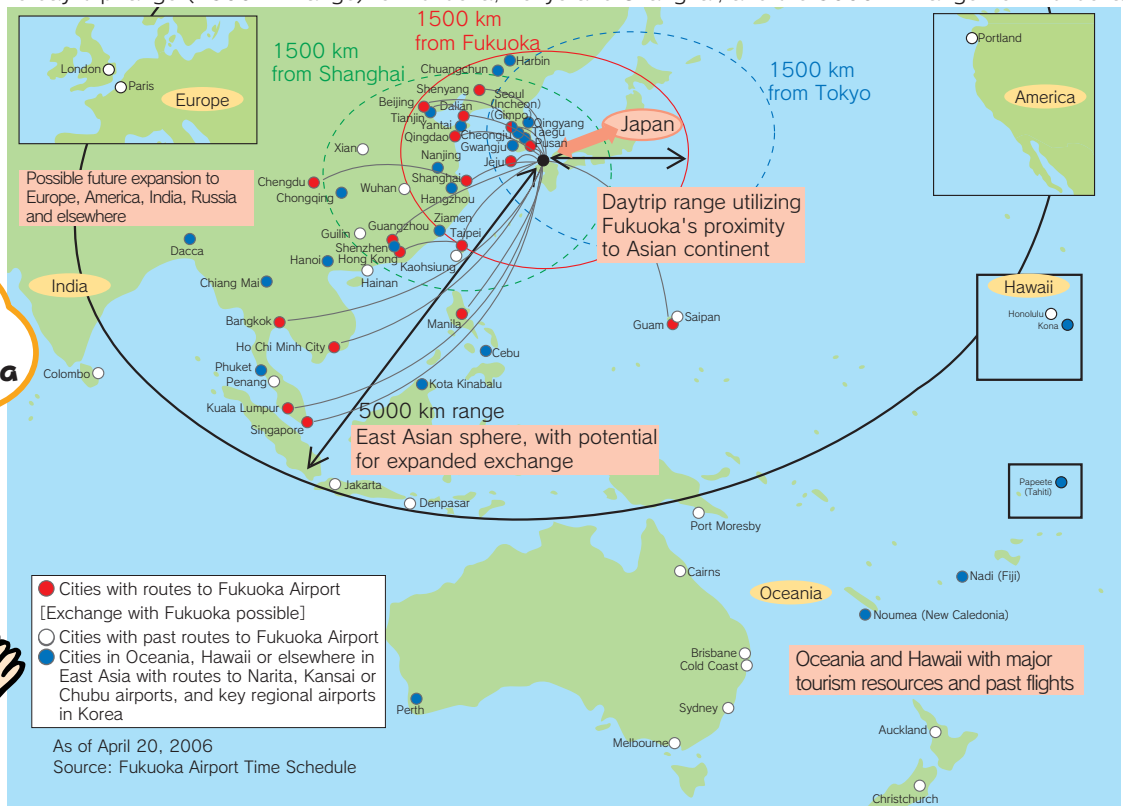 1500 km
from Fukuoka
1500 km
from Shanghai
1500 km
from Tokyo
London
Paris
Europe
Portland
America
Possible future expansion to
Europe, America, India, Russia
and elsewhere
Harbin
Chuangchun
Shenyang
Seoul
(Incheon)
(Gimpo)
Beijing
Dalian
Tianjin
Yantai
Qingyang
Qingdao
Cheongju
Taegu
Gwangju
Pusan
Japan
Xian
Nanjing
Jeju
Chengdu
Shanghai
Wuhan
Chongqing
Hangzhou
Ziamen
Guangzhou
Taipei
Guilin
Shenzhen
Dacca
Hanoi
Hong Kong
Kaohsiung
Hainan
Daytrip range utilizing
Fukuoka's proximity
to Asian continent
India
Chiang Mai
Hawaii
Bangkok
Manila
Saipan
Guam
Honolulu
Kona
Ho Chi Minh City
Cebu
Phuket
Colombo
Penang
Kota Kinabalu
a
Kuala Lumpur
Singapore
5000 km range
East Asian sphere, with potential
for expanded exchange
Jakarta
Denpasar
Port Moresby
Papeete
(Tahiti)
Cairns
Oceania
Nadi (Fiji)
Noumea (New Caledonia)
Cities with routes to Fukuoka Airport
[Exchange with Fukuoka possible]
Cities with past routes to Fukuoka Airport
Cities in Oceania, Hawaii or elsewhere in
East Asia with routes to Narita, Kansai or
Chubu airports, and key regional airports
in Korea
Brisbane
Cold Coast
Oceania and Hawaii with major
tourism resources and past flights
Perth
Sydney
Auckland
Melbourne
Christchurch
As of April 20, 2006
Source: Fukuoka Airport Time Schedule